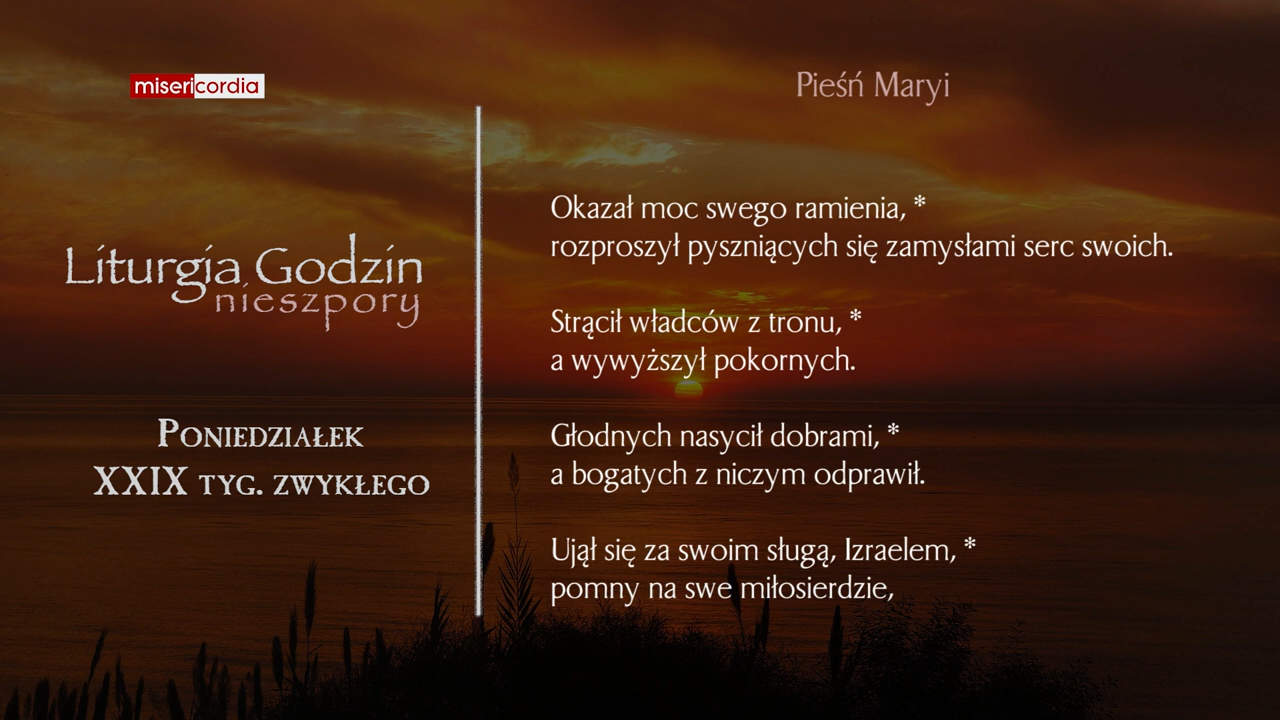 misericordia
Liturgia Godzin
nieszpory
Poniedziałek
XXIX tyg. zwykłego
Pieśń Maryi
Okazał moc swego ramienia, *
rozproszył pyszniących się zamysłami serc swoich.
Strącił władców z tronu, *
a wywyższył pokornych.
Głodnych nasycił dobrami, *
a bogatych z niczym odprawił.
Ujął się za swoim sługą, Izraelem, *
pomny na swe miłosierdzie,